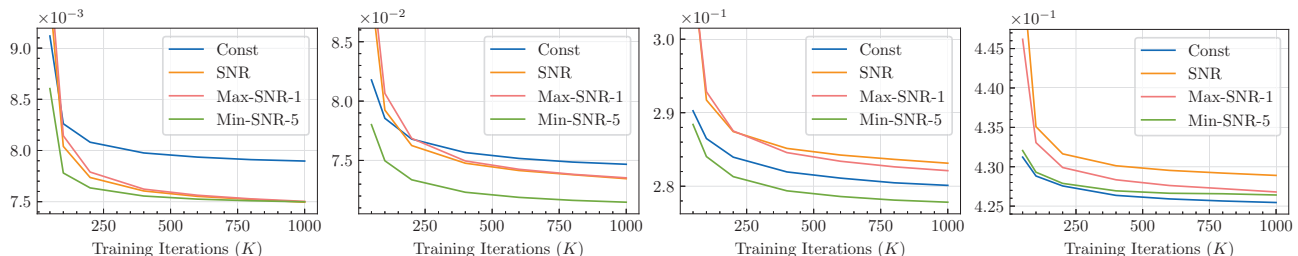 ×10⁻³
9.0
8.5
8.0
7.5
Const
SNR
Max-SNR-1
Min-SNR-5
250 500 750 1000
Training Iterations (K)
×10⁻²
8.5
8.0
7.5
Const
SNR
Max-SNR-1
Min-SNR-5
250 500 750 1000
Training Iterations (K)
×10⁻¹
3.0
2.9
2.8
Const
SNR
Max-SNR-1
Min-SNR-5
250 500 750 1000
Training Iterations (K)
×10⁻¹
4.45
4.40
4.35
4.30
4.25
Const
SNR
Max-SNR-1
Min-SNR-5
250 500 750 1000
Training Iterations (K)